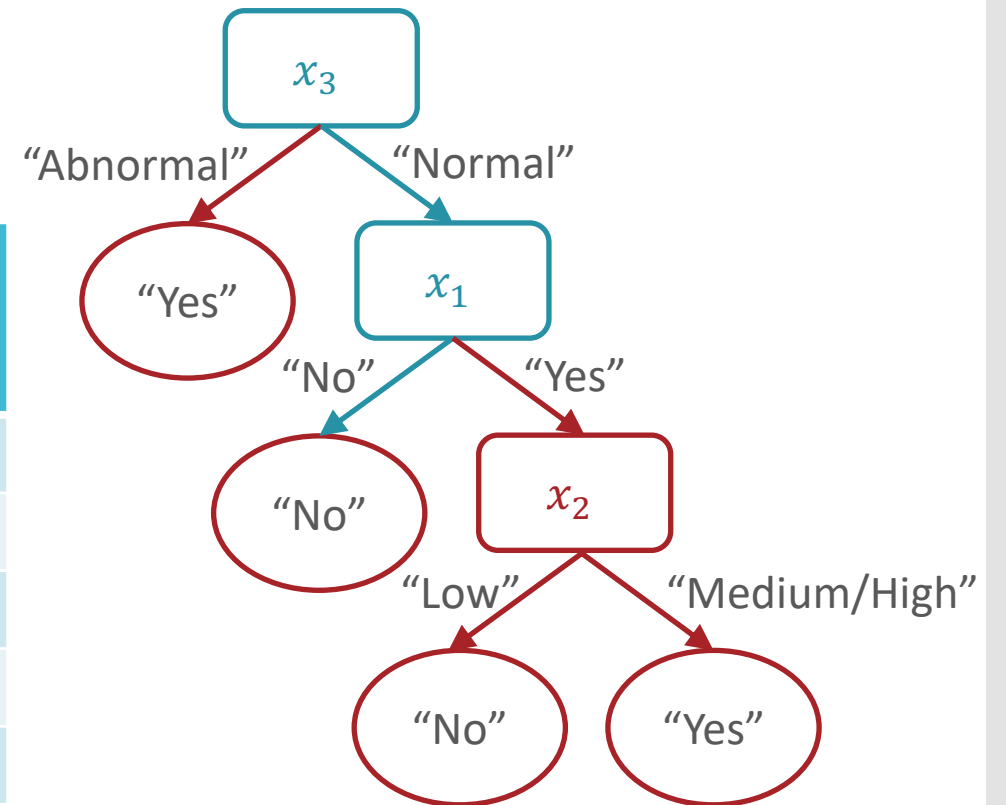 x₃
“Abnormal” “Normal”
“Yes” x₁
“No” “Yes”
“No” x₂
“Low” “Medium/High”
“No” “Yes”